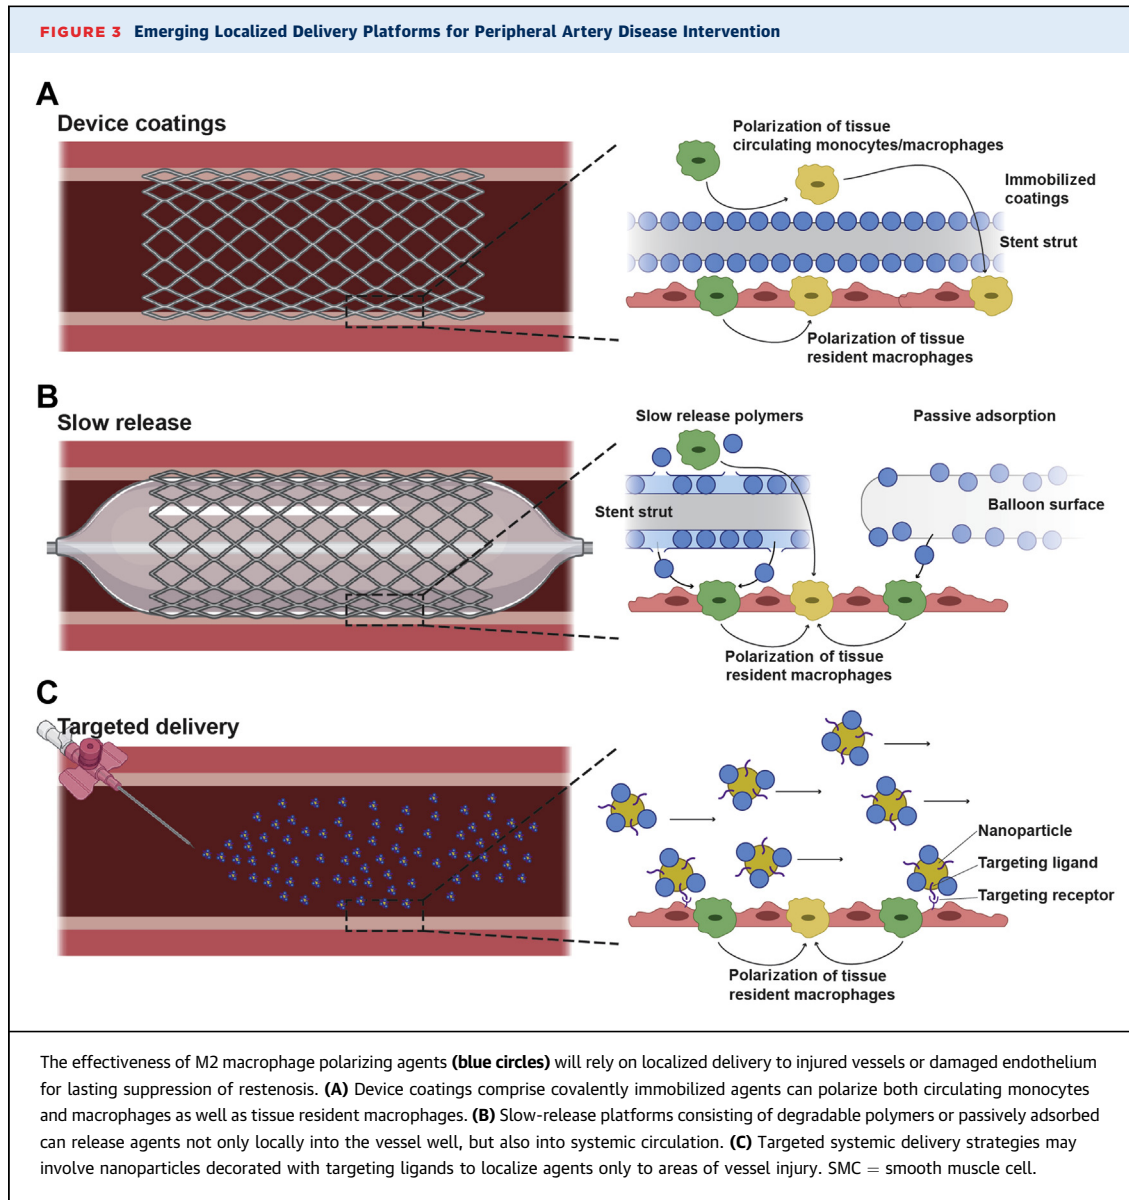 FIGURE 3 Emerging Localized Delivery Platforms for Peripheral Artery Disease Intervention
A
Device coatings
Polarization of tissue
circulating monocytes/macrophages
Immobilized
coatings
Stent strut
Polarization of tissue
resident macrophages
B
Slow release
Slow release polymers
Passive adsorption
Stent strut
Balloon surface
Polarization of tissue
resident macrophages
C
Targeted delivery
Nanoparticle
Targeting ligand
Targeting receptor
Polarization of tissue
resident macrophages
The effectiveness of M2 macrophage polarizing agents (blue circles) will rely on localized delivery to injured vessels or damaged endothelium
for lasting suppression of restenosis. (A) Device coatings comprise covalently immobilized agents can polarize both circulating monocytes
and macrophages as well as tissue resident macrophages. (B) Slow-release platforms consisting of degradable polymers or passively adsorbed
can release agents not only locally into the vessel well, but also into systemic circulation. (C) Targeted systemic delivery strategies may
involve nanoparticles decorated with targeting ligands to localize agents only to areas of vessel injury. SMC = smooth muscle cell.